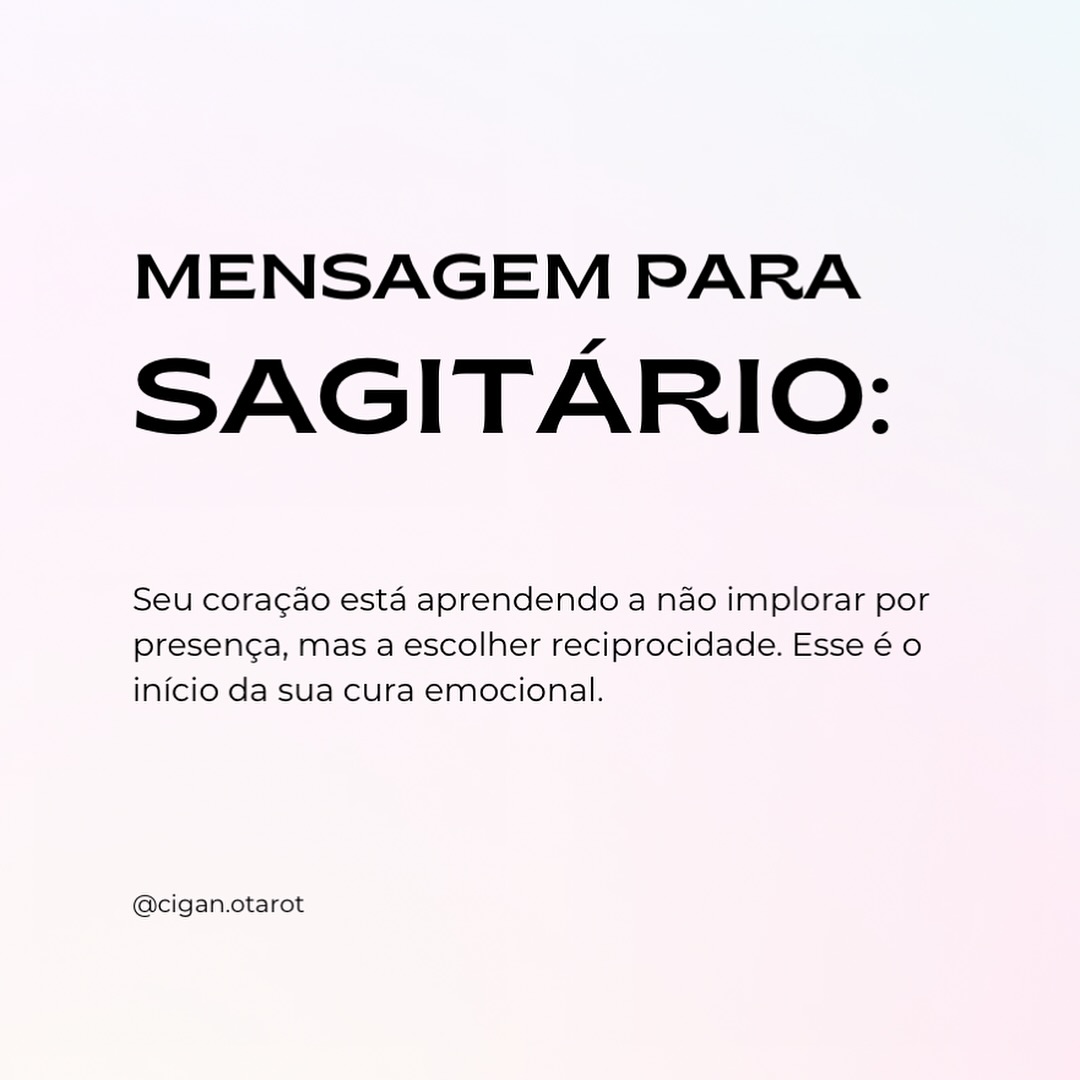 MENSAGEM PARA
SAGITÁRIO:
Seu coração está aprendendo a não implorar por
presença, mas a escolher reciprocidade. Esse é o
início da sua cura emocional.
@cigan.otarot